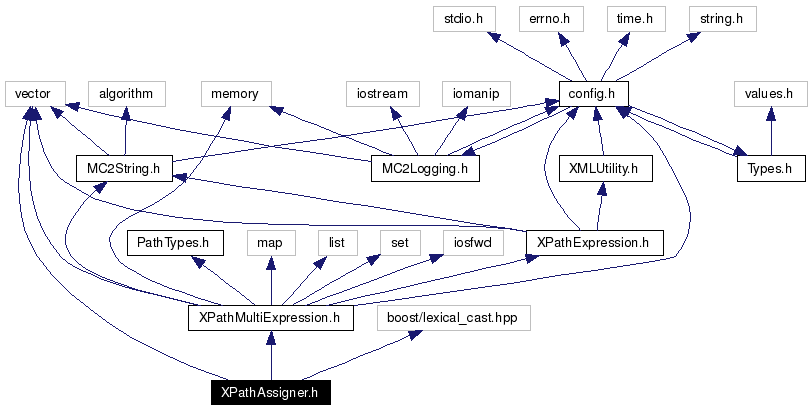 stdio.h
errno.h
time.h
string.h
vector
algorithm
memory
iostream
iomanip
config.h
values.h
MC2String.h
MC2Logging.h
XMLUtility.h
Types.h
PathTypes.h
map
list
set
iosfwd
XPathExpression.h
XPathMultiExpression.h
boost/lexical_cast.hpp
XPathAssigner.h